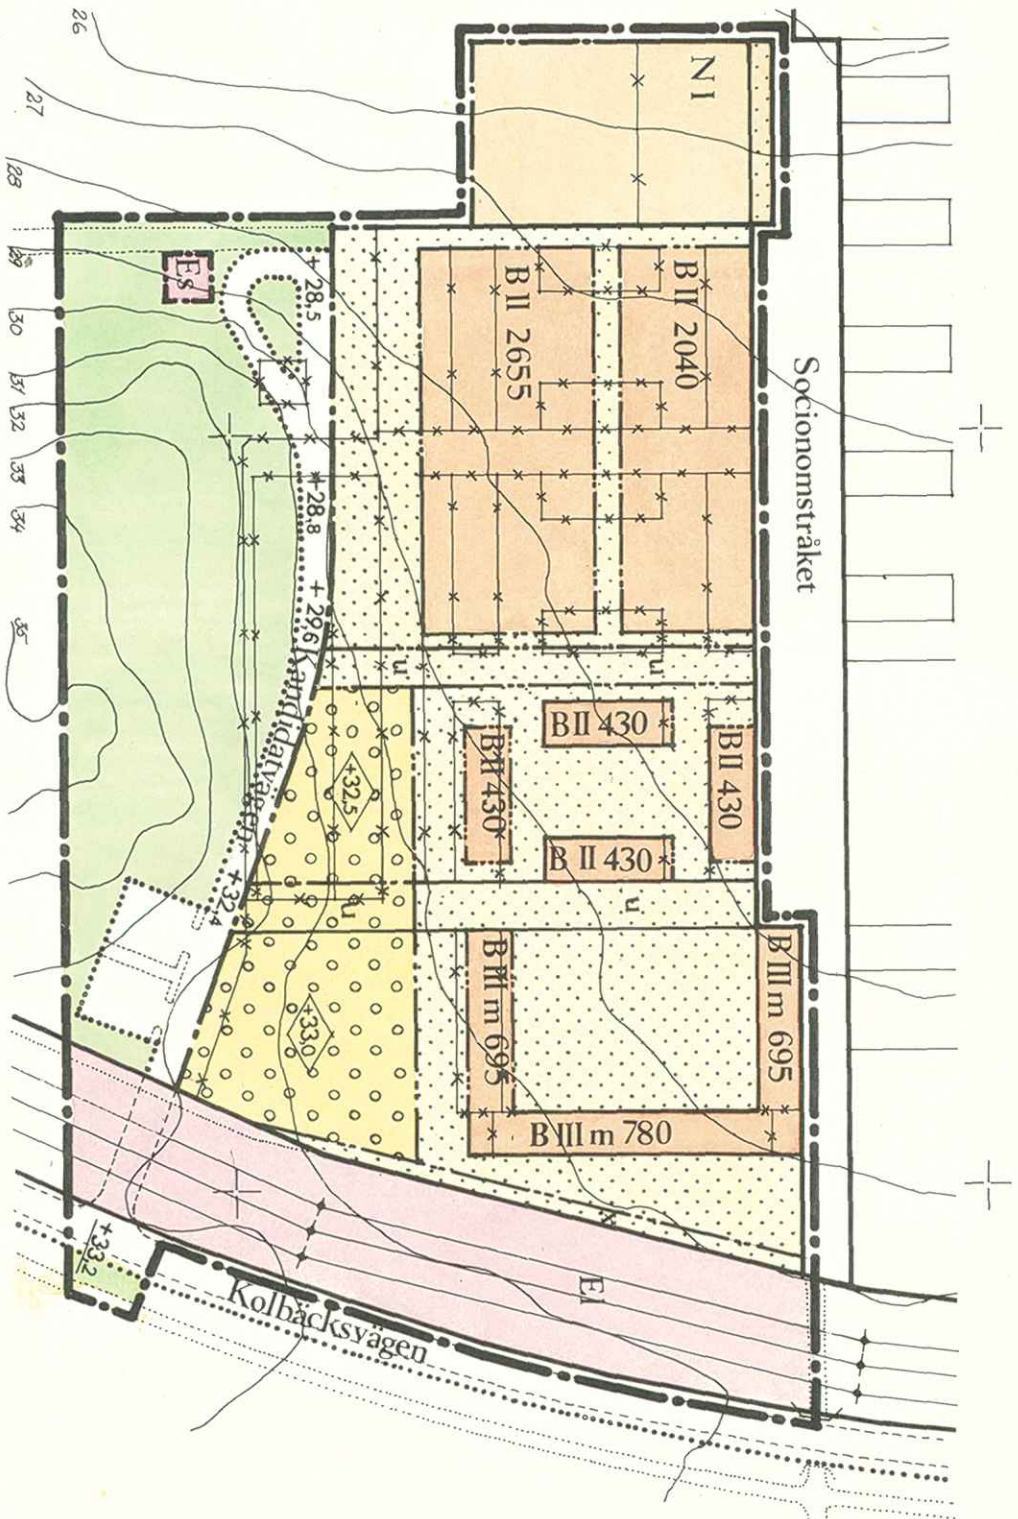 26
27
28
29
30
31
32
33
34
35
N I
Socionomstråket
B II 2040
B II 2655
Es
+ 28,5
+28,8
+ 29,6
Kandidatvägen
+32,4
u
u
B II 430
B II 430
B II 430
B II 430
+32,5
u
u
B III m 695
B III m 695
B III m 780
+33,0
El
+33,2
Kolbäcksvägen